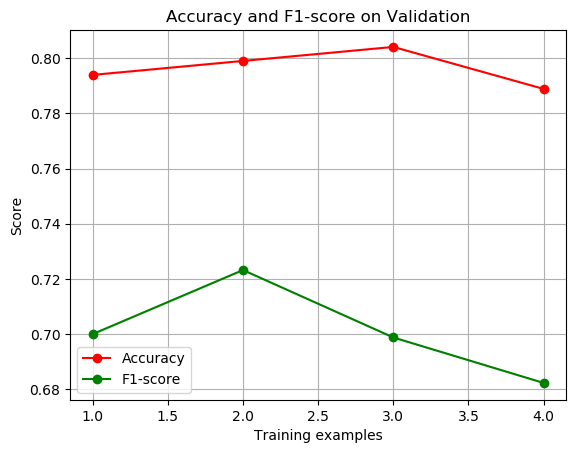 Accuracy and F1-score on Validation
Score
0.80
0.78
0.76
0.74
0.72
0.70
0.68
Accuracy
F1-score
1.0 1.5 2.0 2.5 3.0 3.5 4.0
Training examples